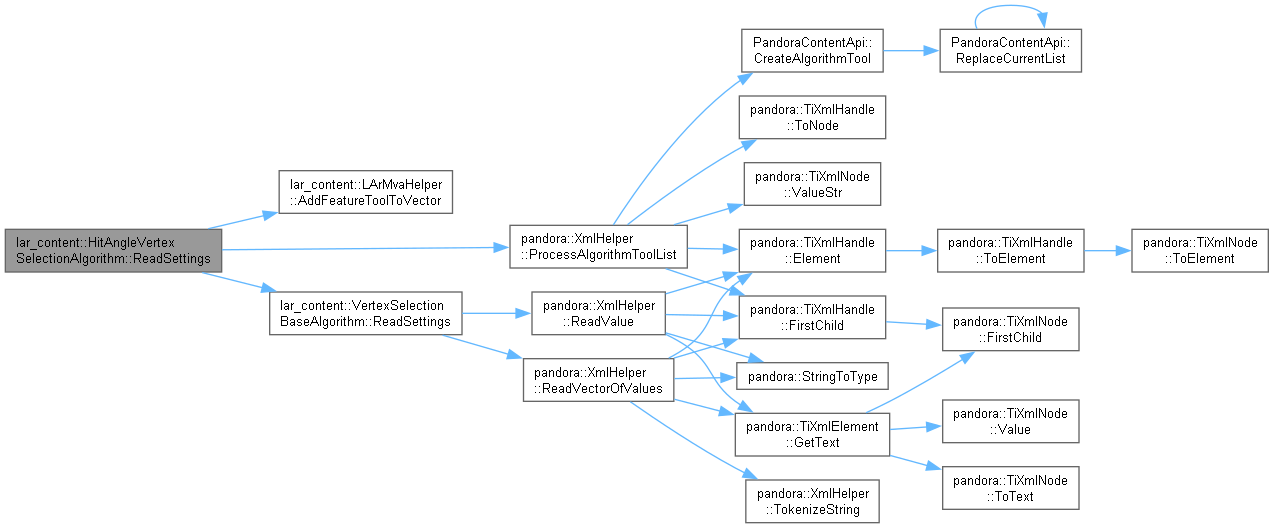 lar_content::HitAngleVertex
SelectionAlgorithm::ReadSettings
lar_content::LArMvaHelper
::AddFeatureToolToVector
pandora::XmlHelper
::ProcessAlgorithmToolList
lar_content::VertexSelection
BaseAlgorithm::ReadSettings
pandora::XmlHelper
::ReadValue
pandora::XmlHelper
::ReadVectorOfValues
PandoraContentApi::
CreateAlgorithmTool
pandora::TiXmlHandle
::ToNode
pandora::TiXmlNode
::ValueStr
pandora::TiXmlHandle
::Element
pandora::TiXmlHandle
::FirstChild
pandora::StringToType
pandora::TiXmlElement
::GetText
pandora::XmlHelper
::TokenizeString
PandoraContentApi::
ReplaceCurrentList
pandora::TiXmlHandle
::ToElement
pandora::TiXmlNode
::ToElement
pandora::TiXmlNode
::FirstChild
pandora::TiXmlNode
::Value
pandora::TiXmlNode
::ToText